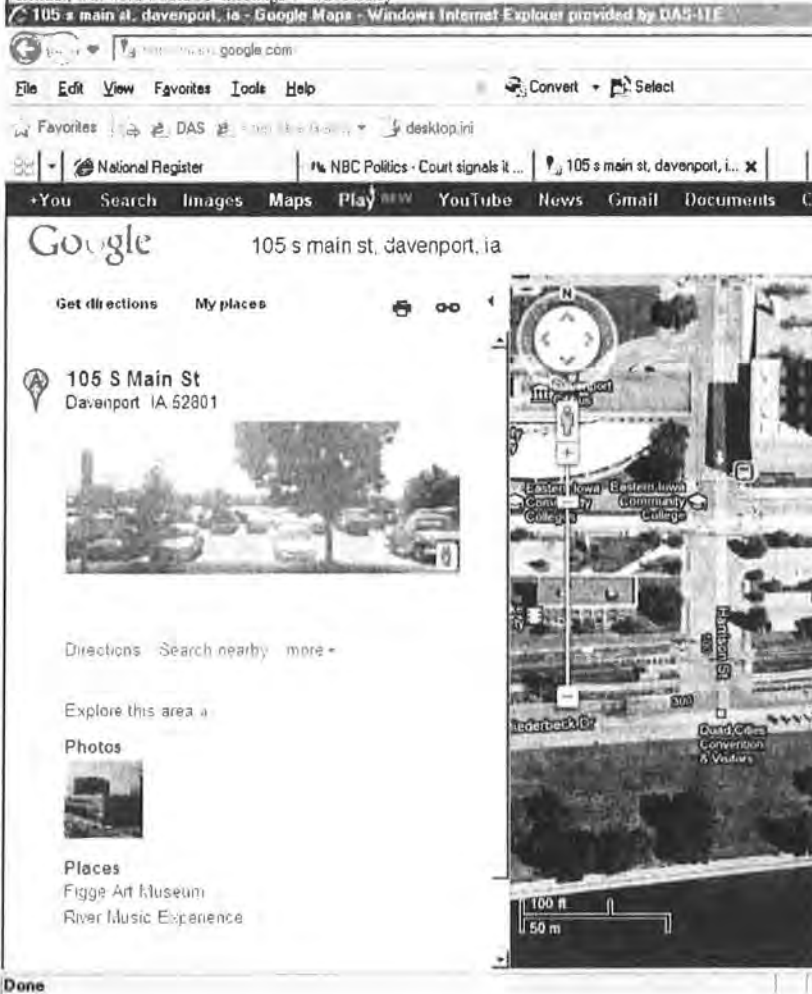 105 s main st, davenport, ia - Google Maps - Windows Internet Explorer provided by DAS-ITE
google.com
File Edit View Favorites Tools Help Convert Select
Favorites DAS desktop.ini
National Register NBC Politics - Court signals it ... 105 s main st, davenport, i... x
+You Search Images Maps Play NEW YouTube News Gmail Documents C
Google 105 s main st, davenport, ia
Get directions My places
N
A 105 S Main St
Davenport IA 52801
Eastern Iowa Community Colleges
Eastern Iowa Community College
Harrison St
Directions Search nearby more
300
iederbeck Dr
Quad Cities
Convention
& Visitors
Explore this area
Photos
Places
Figge Art Museum
River Music Experience
100 ft
50 m
Done